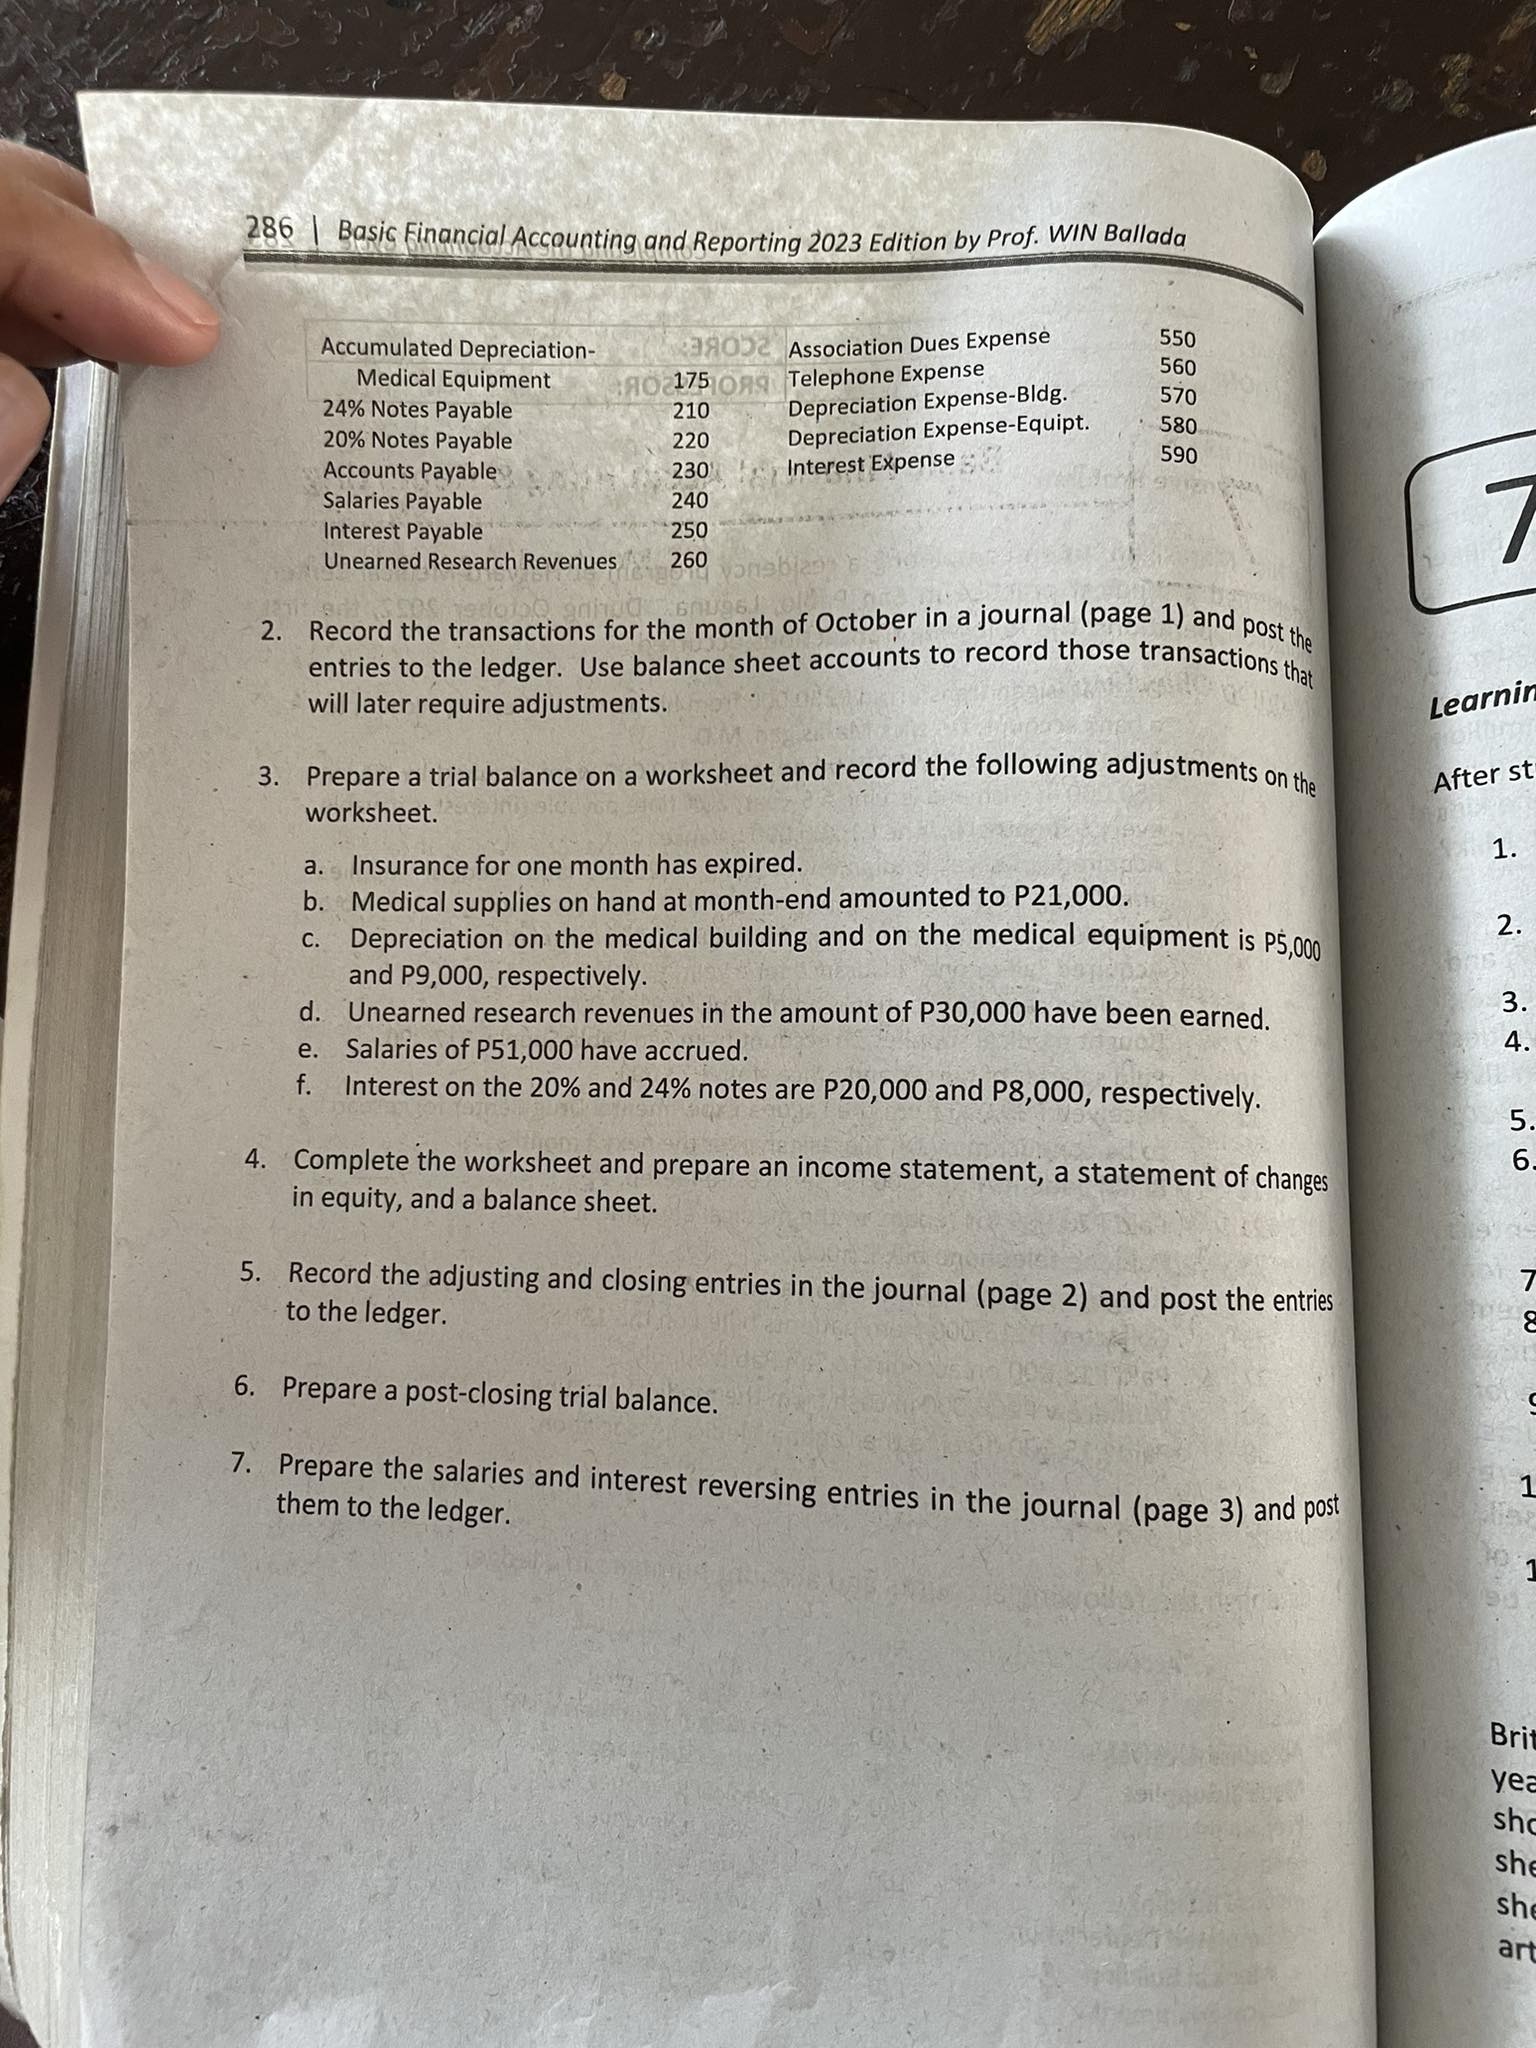 286 | Basic Financial Accounting and Reporting 2023 Edition by Prof. WIN Ballada
Accumulated Depreciation-
Medical Equipment 175
24% Notes Payable 210
20% Notes Payable 220
Accounts Payable 230
Salaries Payable 240
Interest Payable 250
Unearned Research Revenues 260
Association Dues Expense 550
Telephone Expense 560
Depreciation Expense-Bldg. 570
Depreciation Expense-Equipt. 580
Interest Expense 590
2. Record the transactions for the month of October in a journal (page 1) and post the
entries to the ledger. Use balance sheet accounts to record those transactions that
will later require adjustments.
3. Prepare a trial balance on a worksheet and record the following adjustments on the
worksheet.
a. Insurance for one month has expired.
b. Medical supplies on hand at month-end amounted to P21,000.
c. Depreciation on the medical building and on the medical equipment is P5,000
and P9,000, respectively.
d. Unearned research revenues in the amount of P30,000 have been earned.
e. Salaries of P51,000 have accrued.
f. Interest on the 20% and 24% notes are P20,000 and P8,000, respectively.
4. Complete the worksheet and prepare an income statement, a statement of changes
in equity, and a balance sheet.
5. Record the adjusting and closing entries in the journal (page 2) and post the entries
to the ledger.
6. Prepare a post-closing trial balance.
7. Prepare the salaries and interest reversing entries in the journal (page 3) and post
them to the ledger.
7
After
1.
2.
3.
4.
5.
6.
7